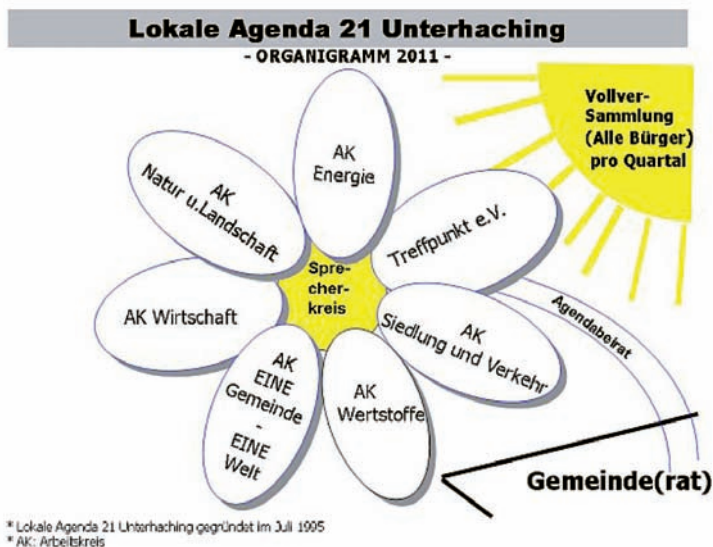 Lokale Agenda 21 Unterhaching
- ORGANIGRAMM 2011 -
Vollver-
Sammlung
(Alle Bürger)
pro Quartal
AK
Energie
AK
Natur u.Landschaft
Treffpunkt e.V.
Spre-
cher-
kreis
AK Wirtschaft
AK
Siedlung und Verkehr
Agendabeirat
AK
EINE
Gemeinde
-
EINE
Welt
AK
Wertstoffe
Gemeinde(rat)
* Lokale Agenda 21 Unterhaching gegründet im Juli 1995
* AK: Arbeitskreis